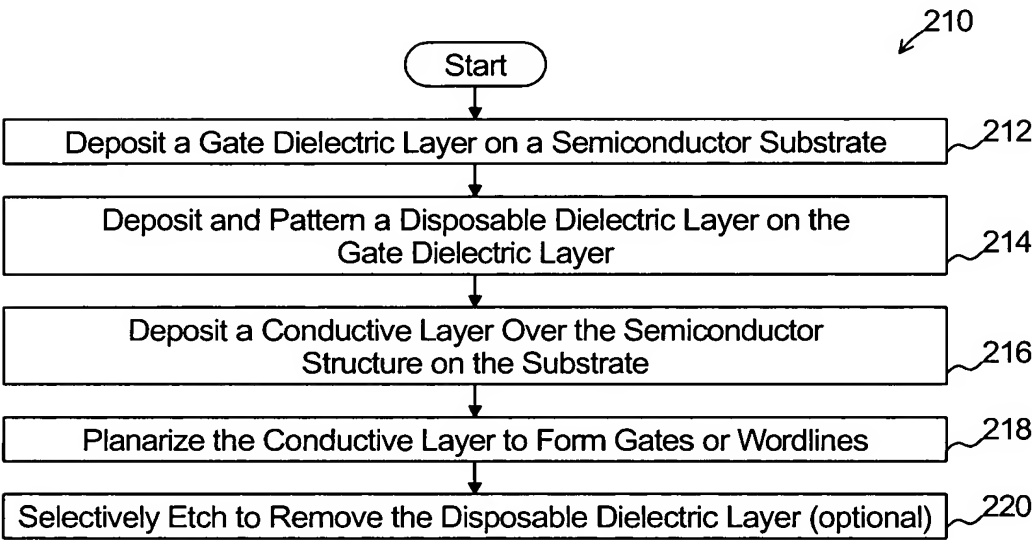 210
Start
Deposit a Gate Dielectric Layer on a Semiconductor Substrate
212
Deposit and Pattern a Disposable Dielectric Layer on the
Gate Dielectric Layer
214
Deposit a Conductive Layer Over the Semiconductor
Structure on the Substrate
216
Planarize the Conductive Layer to Form Gates or Wordlines
218
Selectively Etch to Remove the Disposable Dielectric Layer (optional)
220